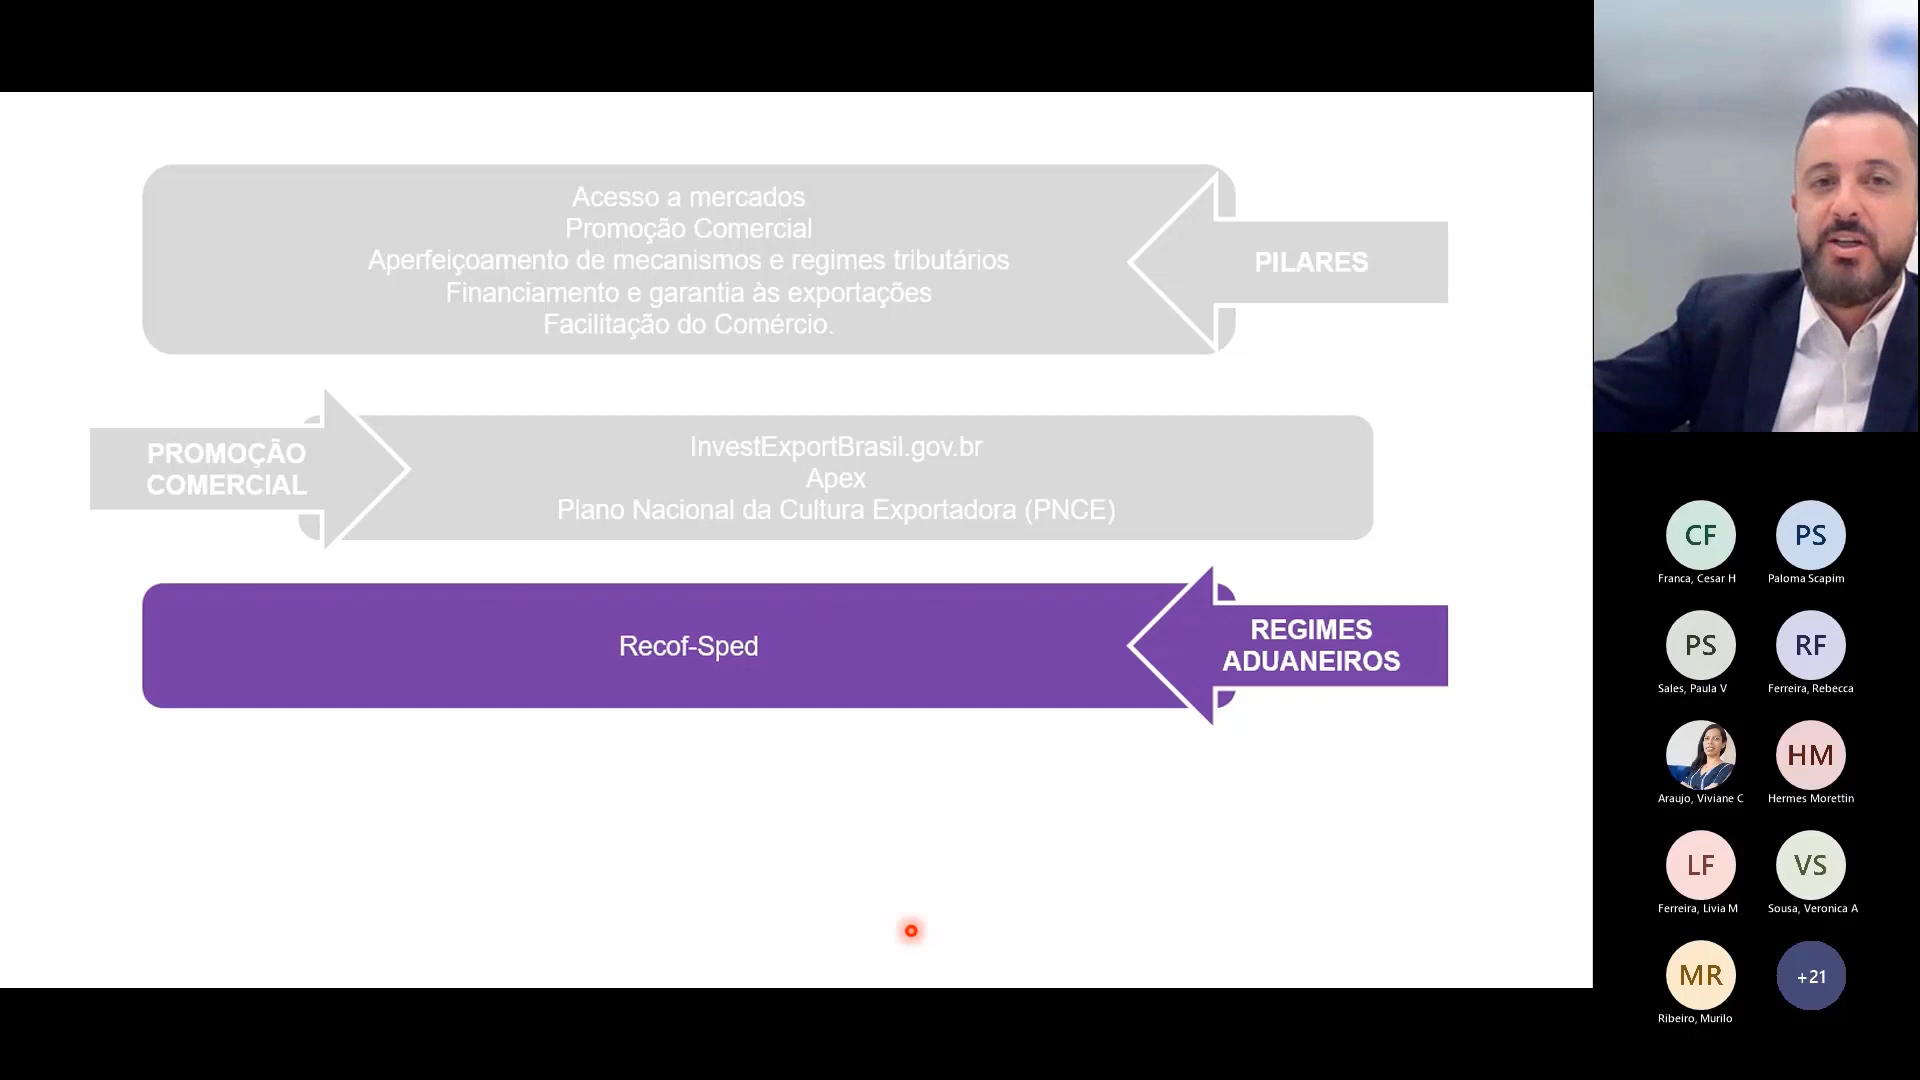 Acesso a mercados
Promoção Comercial
Aperfeiçoamento de mecanismos e regimes tributários
Financiamento e garantia às exportações
Facilitação do Comércio.
PILARES
PROMOÇÃO
COMERCIAL
InvestExportBrasil.gov.br
Apex
Plano Nacional da Cultura Exportadora (PNCE)
Recof-Sped
REGIMES
ADUANEIROS
CF
Franca, Cesar H
PS
Paloma Scapim
PS
Sales, Paula V
RF
Ferreira, Rebecca
Araujo, Viviane C
HM
Hermes Morettin
LF
Ferreira, Livia M
VS
Sousa, Veronica A
MR
Ribeiro, Murilo
+21